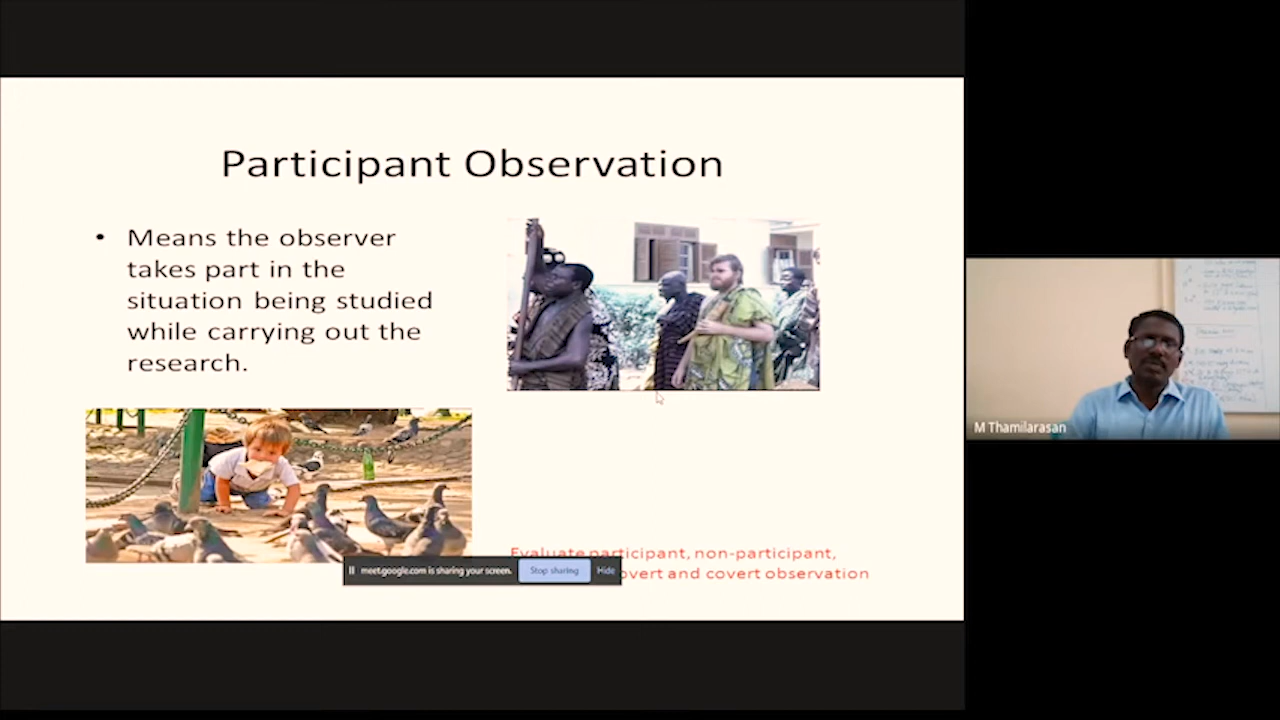 Participant Observation
• Means the observer
takes part in the
situation being studied
while carrying out the
research.
Evaluate participant, non-participant,
overt and covert observation
meet.google.com is sharing your screen.
Stop sharing
Hide
M Thamilarasan